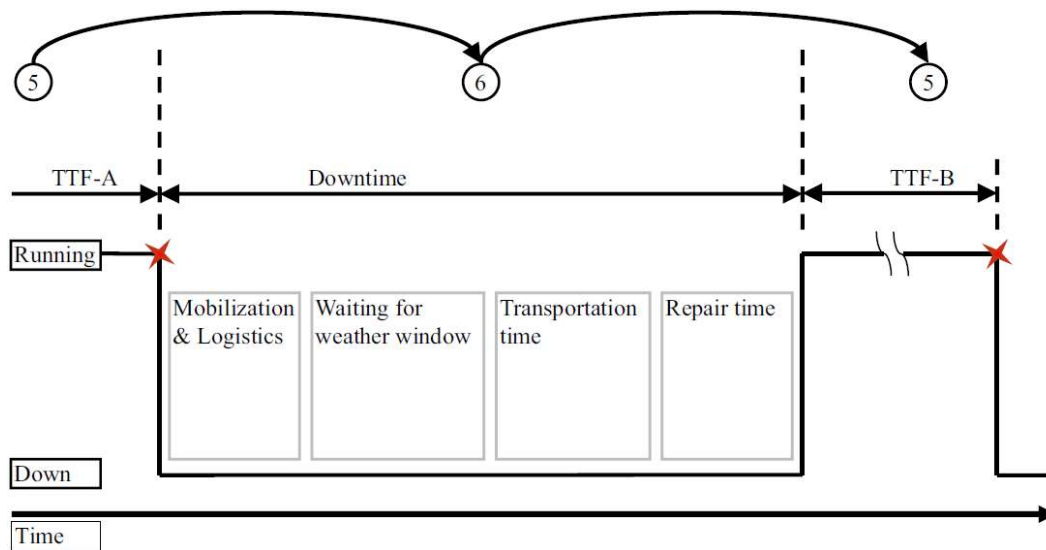 5
6
5
TTF-A
Downtime
TTF-B
Running
Mobilization
& Logistics
Waiting for
weather window
Transportation
time
Repair time
Down
Time